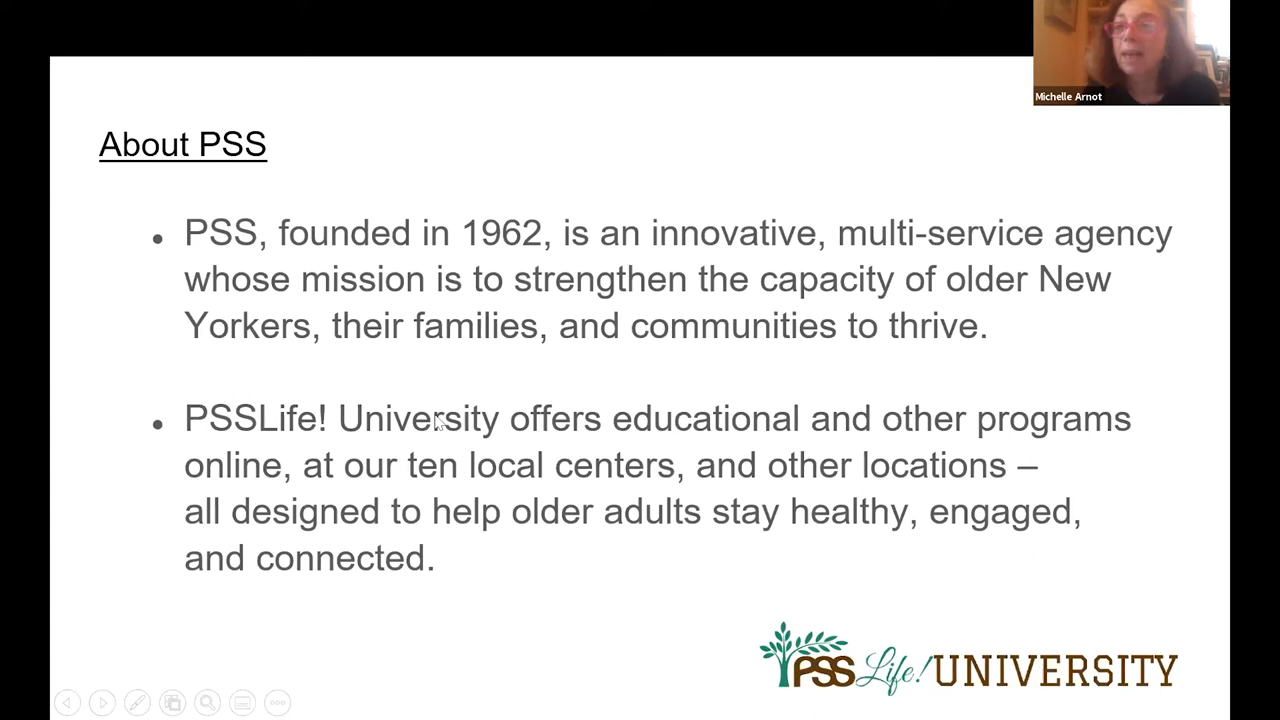 Michelle Arnot
About PSS
PSS, founded in 1962, is an innovative, multi-service agency
whose mission is to strengthen the capacity of older New
Yorkers, their families, and communities to thrive.
PSSLife! University offers educational and other programs
online, at our ten local centers, and other locations –
all designed to help older adults stay healthy, engaged,
and connected.
PSS Life! UNIVERSITY